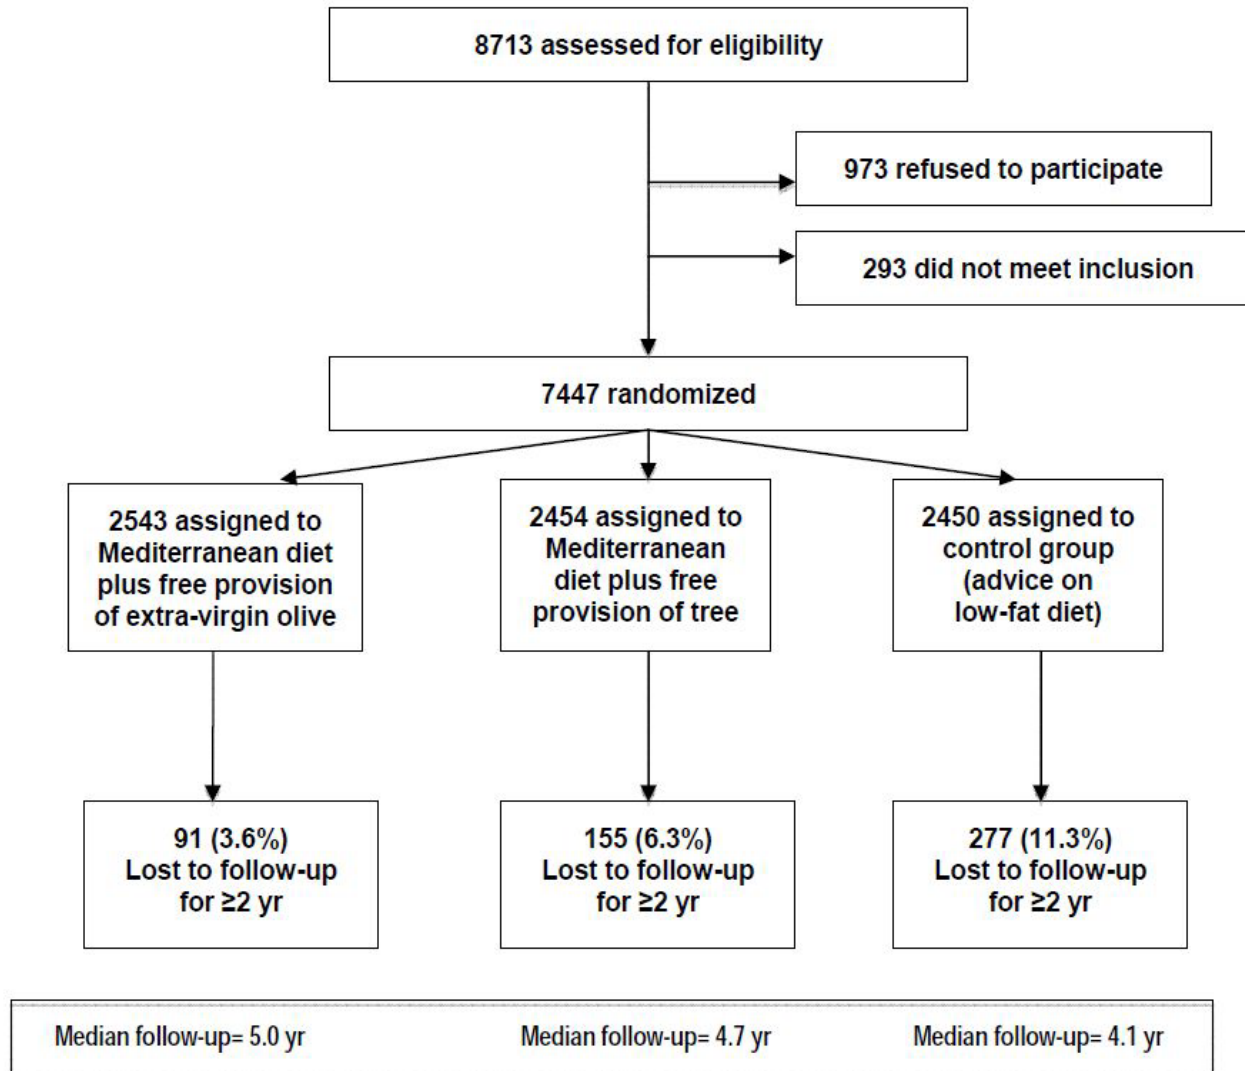 8713 assessed for eligibility
973 refused to participate
293 did not meet inclusion
7447 randomized
2543 assigned to
Mediterranean diet
plus free provision
of extra-virgin olive
2454 assigned to
Mediterranean
diet plus free
provision of tree
2450 assigned to
control group
(advice on
low-fat diet)
91 (3.6%)
Lost to follow-up
for ≥2 yr
155 (6.3%)
Lost to follow-up
for ≥2 yr
277 (11.3%)
Lost to follow-up
for ≥2 yr
Median follow-up= 5.0 yr
Median follow-up= 4.7 yr
Median follow-up= 4.1 yr